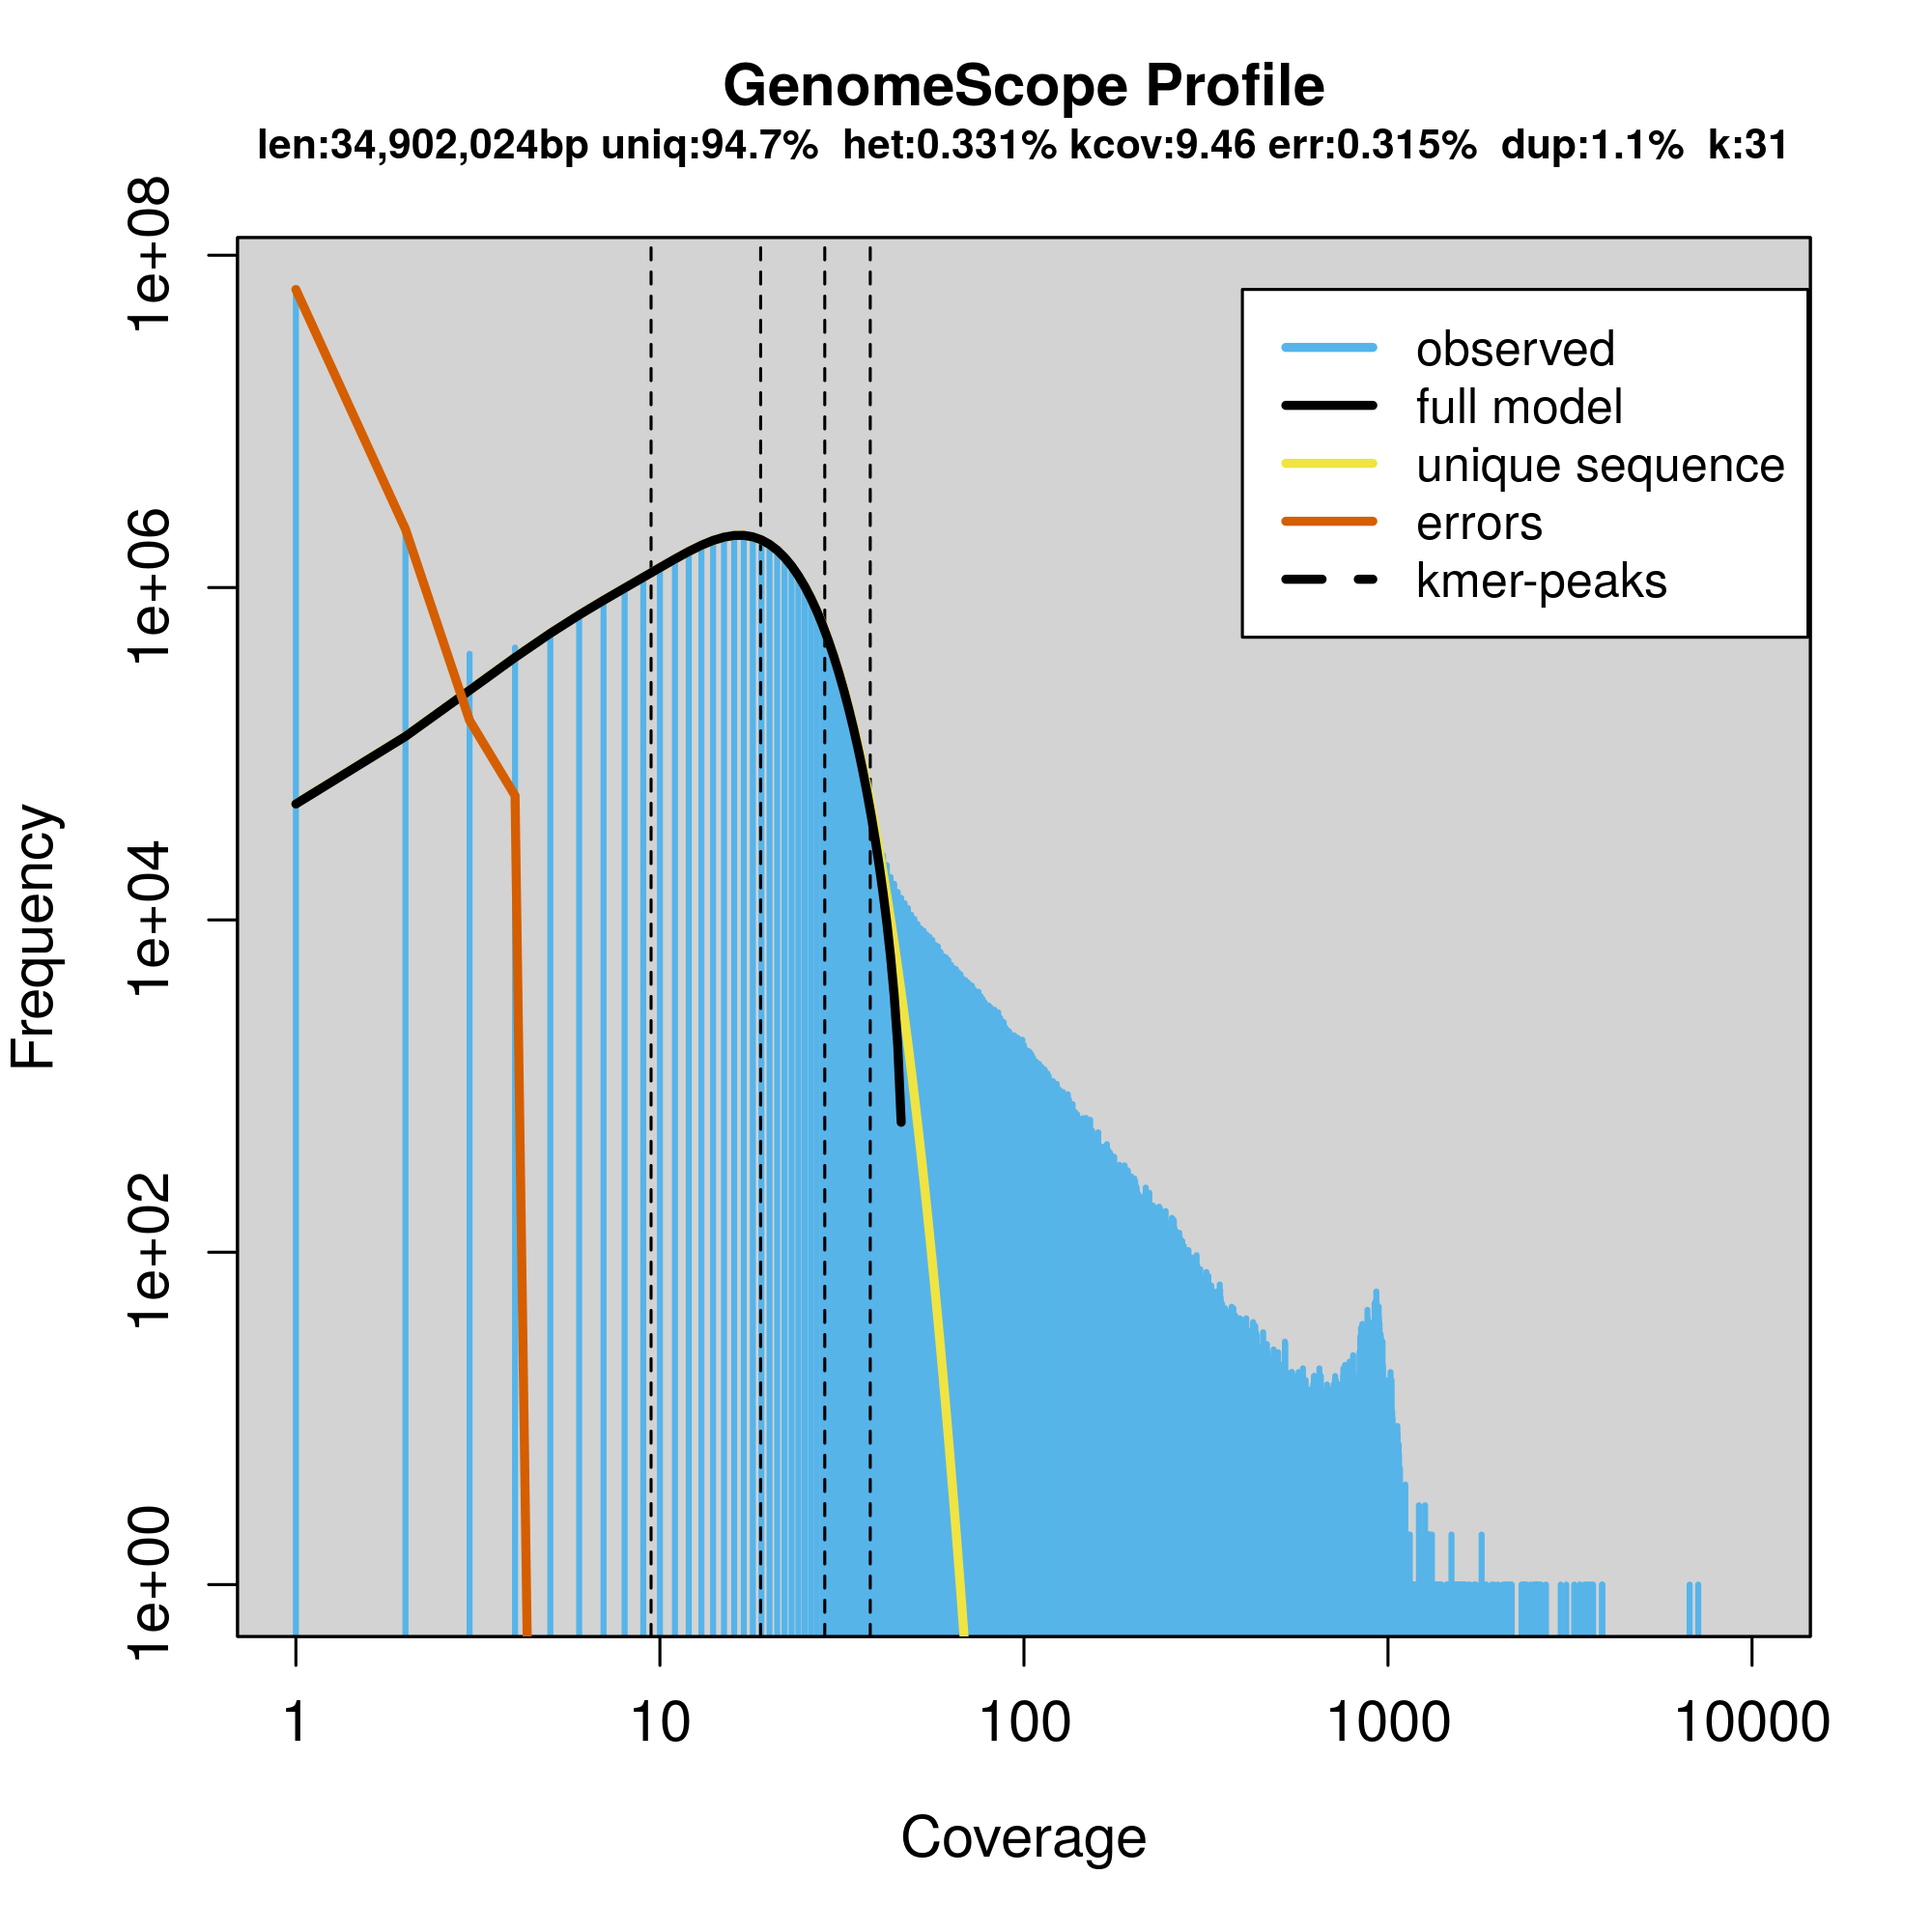 GenomeScope Profile
len:34,902,024bp uniq:94.7% het:0.331% kcov:9.46 err:0.315% dup:1.1% k:31
1e+08
1e+06
1e+04
1e+02
1e+00
Frequency
observed
full model
unique sequence
errors
kmer-peaks
1 10 100 1000 10000
Coverage